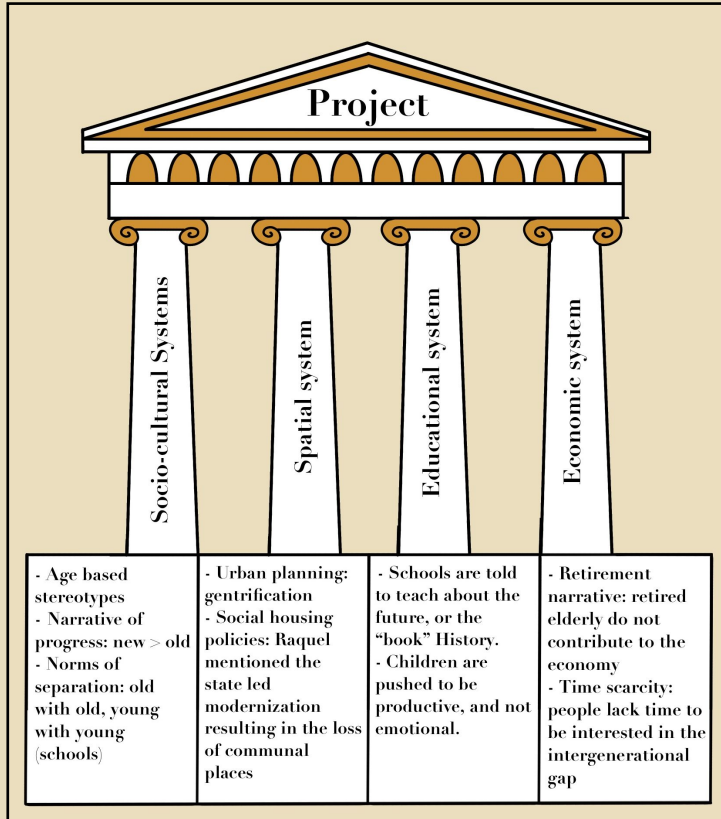 Project
Socio-cultural Systems
Spatial system
Educational system
Economic system
- Age based
stereotypes
- Narrative of
progress: new > old
- Norms of
separation: old
with old, young
with young
(schools)
- Urban planning:
gentrification
- Social housing
policies: Raquel
mentioned the
state led
modernization
resulting in the loss
of communal
places
- Schools are told
to teach about the
future, or the
“book” History.
- Children are
pushed to be
productive, and not
emotional.
- Retirement
narrative: retired
elderly do not
contribute to the
economy
- Time scarcity:
people lack time to
be interested in the
intergenerational
gap